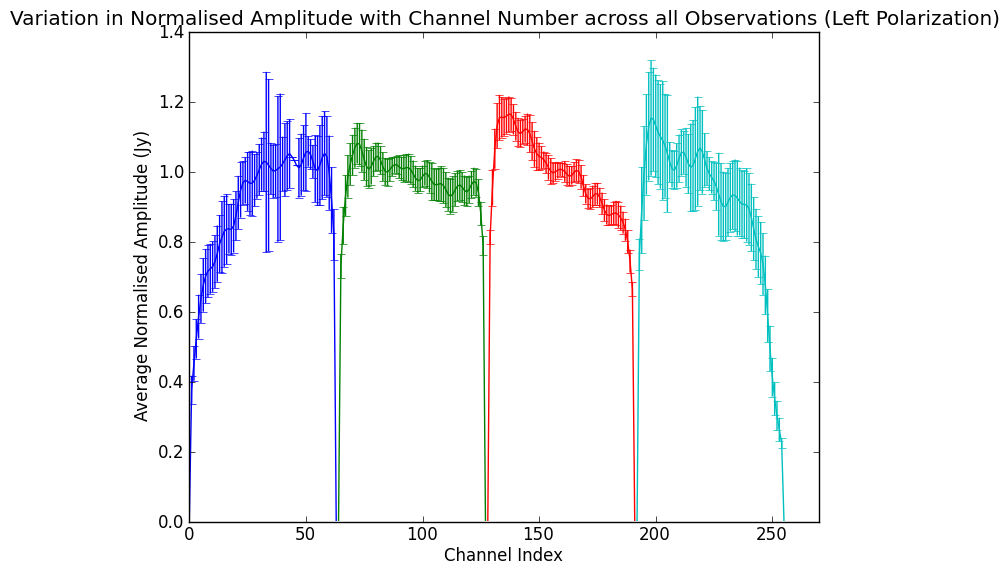 Variation in Normalised Amplitude with Channel Number across all Observations (Left Polarization)
1.4
1.2
1.0
0.8
0.6
0.4
0.2
0.0
Average Normalised Amplitude (Jy)
0 50 100 150 200 250
Channel Index